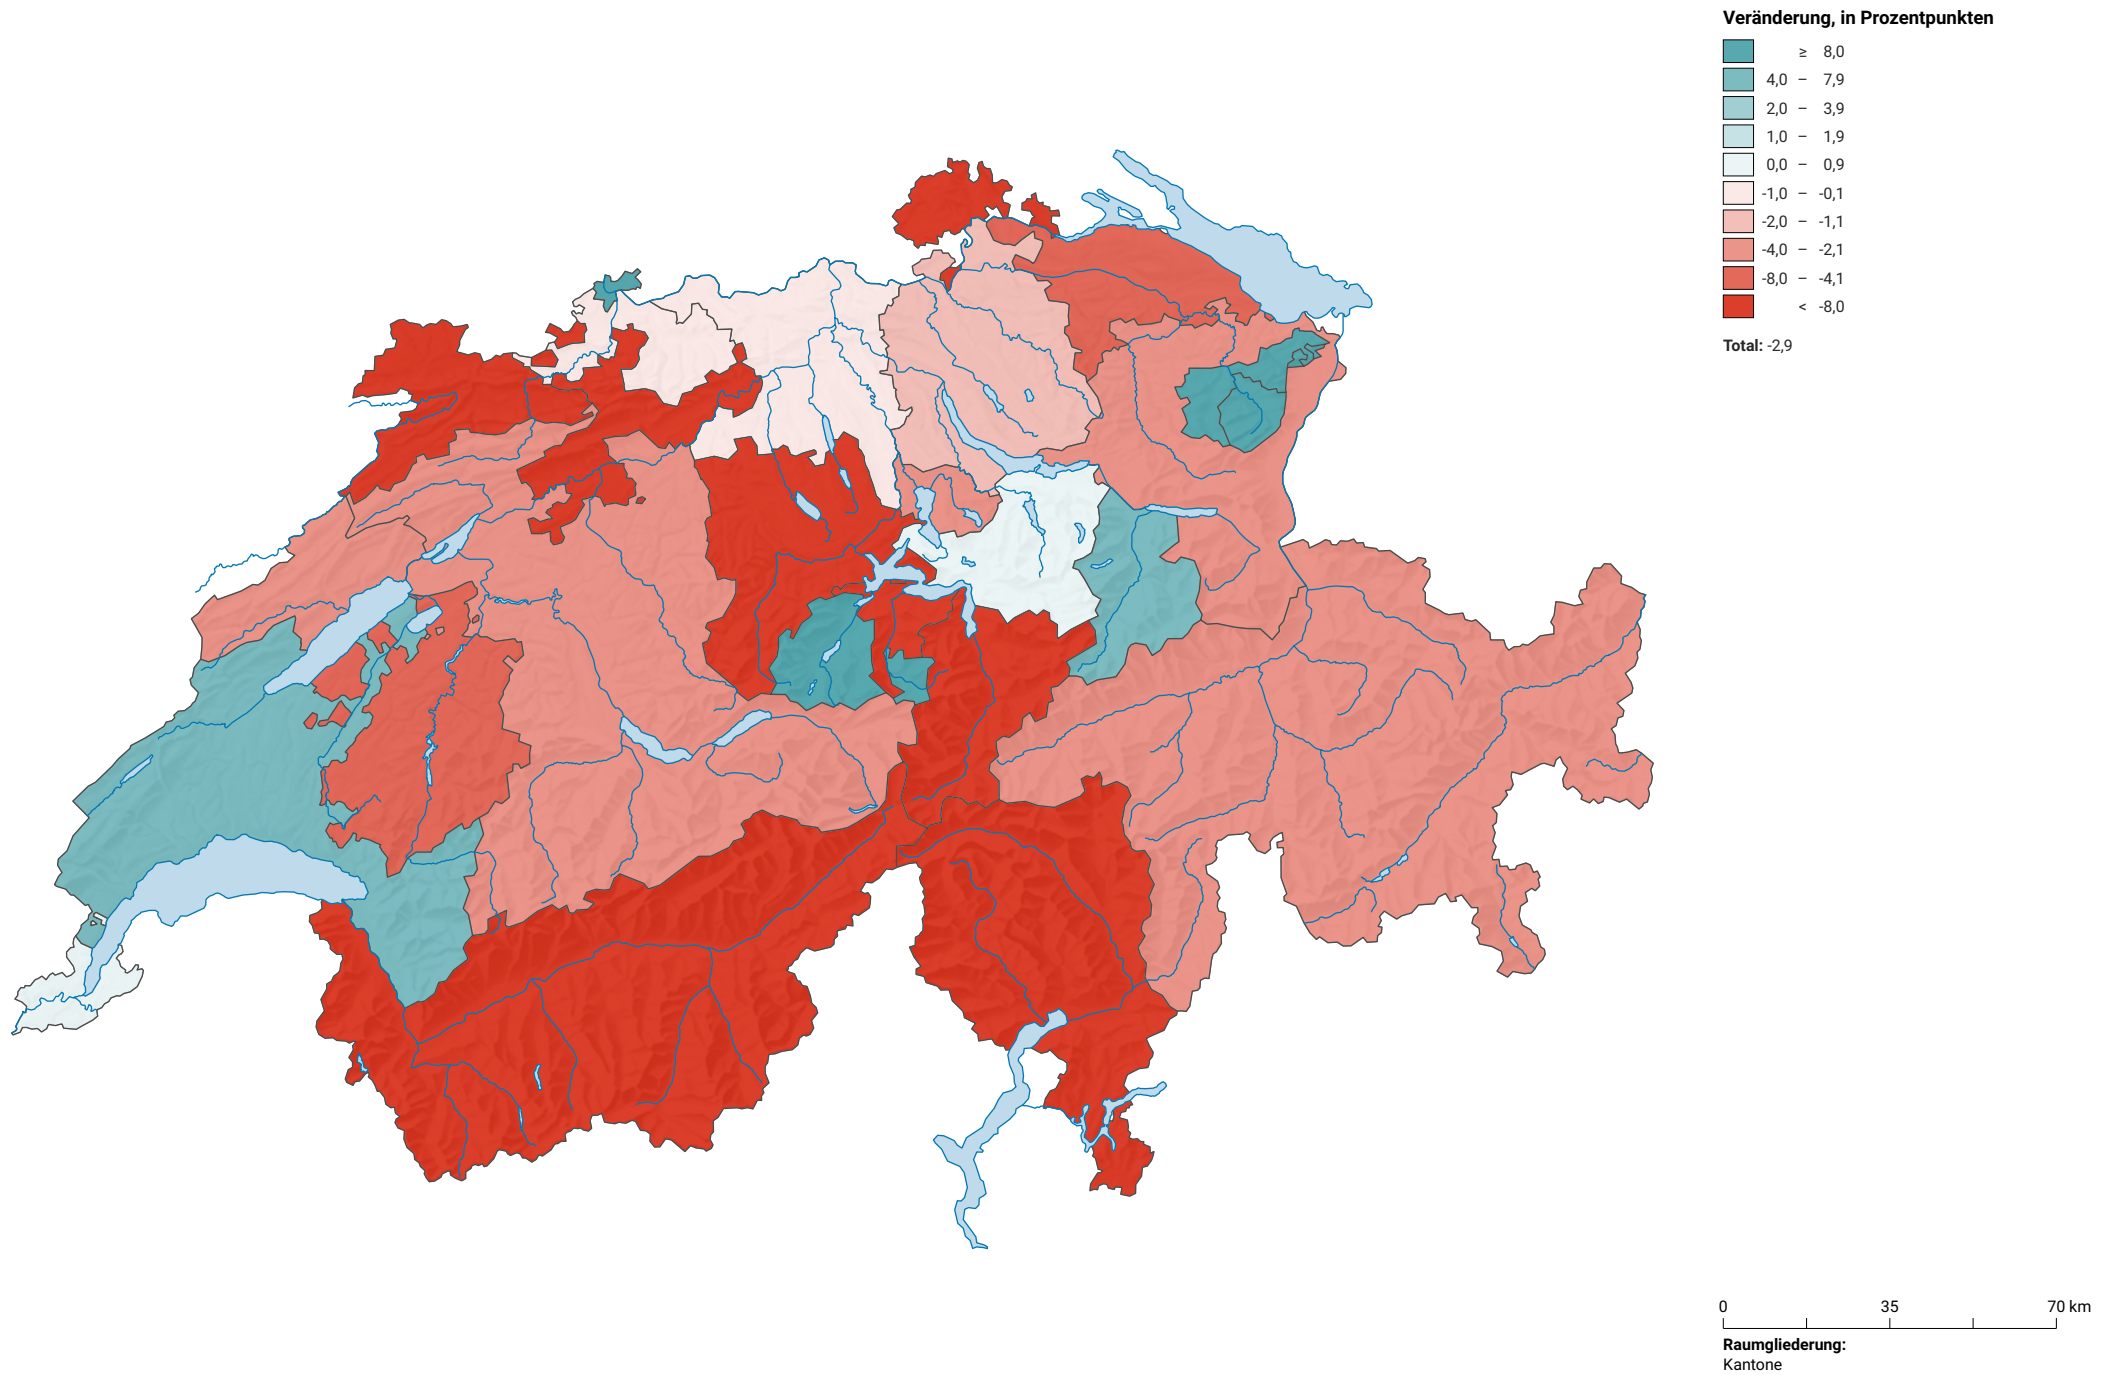 Veränderung, in Prozentpunkten
≥ 8,0
4,0 – 7,9
2,0 – 3,9
1,0 – 1,9
0,0 – 0,9
-1,0 – -0,1
-2,0 – -1,1
-4,0 – -2,1
-8,0 – -4,1
< -8,0
Total: -2,9
0 35 70 km
Raumgliederung:
Kantone